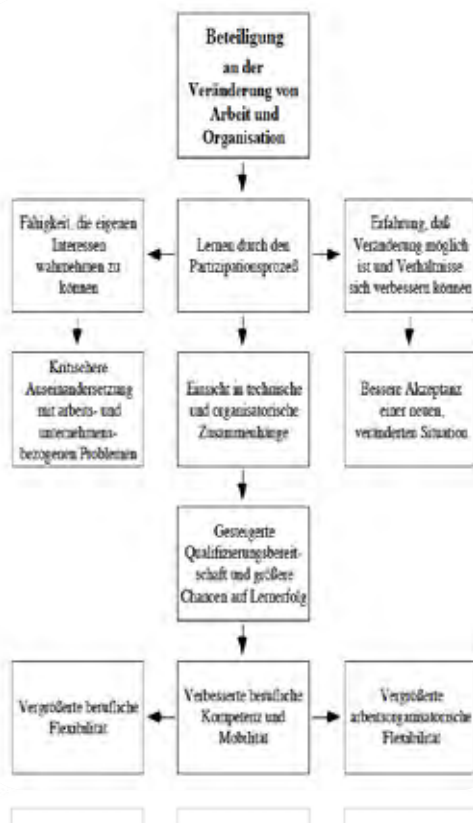 Beteiligung
an der
Veränderung von
Arbeit und
Organisation
Fähigkeit, die eigenen
Interessen
wahrnehmen zu
können
Lernen durch den
Partizipationsprozeß
Erfahrung, daß
Veränderung möglich
ist und Verhältnisse
sich verbessern können
Kritischere
Auseinandersetzung
mit arbeits- und
unternehmens-
bezogenen Problemen
Einsicht in technische
und organisatorische
Zusammenhänge
Bessere Akzeptanz
einer neuen,
veränderten Situation
Gesteigerte
Qualifizierungsbereit-
schaft und größere
Chancen auf Lernerfolg
Vergrößerte berufliche
Flexibilität
Verbesserte berufliche
Kompetenz und
Mobilität
Vergrößerte
arbeitsorganisatorische
Flexibilität